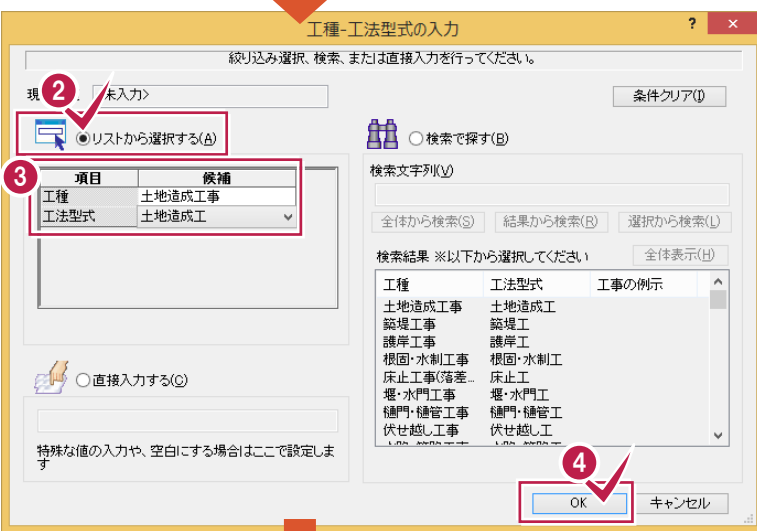 工種-工法型式の入力
? ×
絞り込み選択、検索、または直接入力を行ってください。
現
未入力>
条件クリア(I)
2
リストから選択する(A)
検索で探す(B)
3
項目 候補
工種 土地造成工事
工法型式 土地造成工
検索文字列(V)
全体から検索(S) 結果から検索(R) 選択から検索(L)
検索結果 ※以下から選択してください 全体表示(H)
工種 工法型式 工事の例示
土地造成工事 土地造成工
築堤工事 築堤工
護岸工事 護岸工
根固・水制工事 根固・水制工
床止工事(落差... 床止工
堰・水門工事 堰・水門工
樋門・樋管工事 樋門・樋管工
伏せ越し工事 伏せ越し工
直接入力する(C)
特殊な値の入力や、空白にする場合はここで設定しま
す
4
OK キャンセル